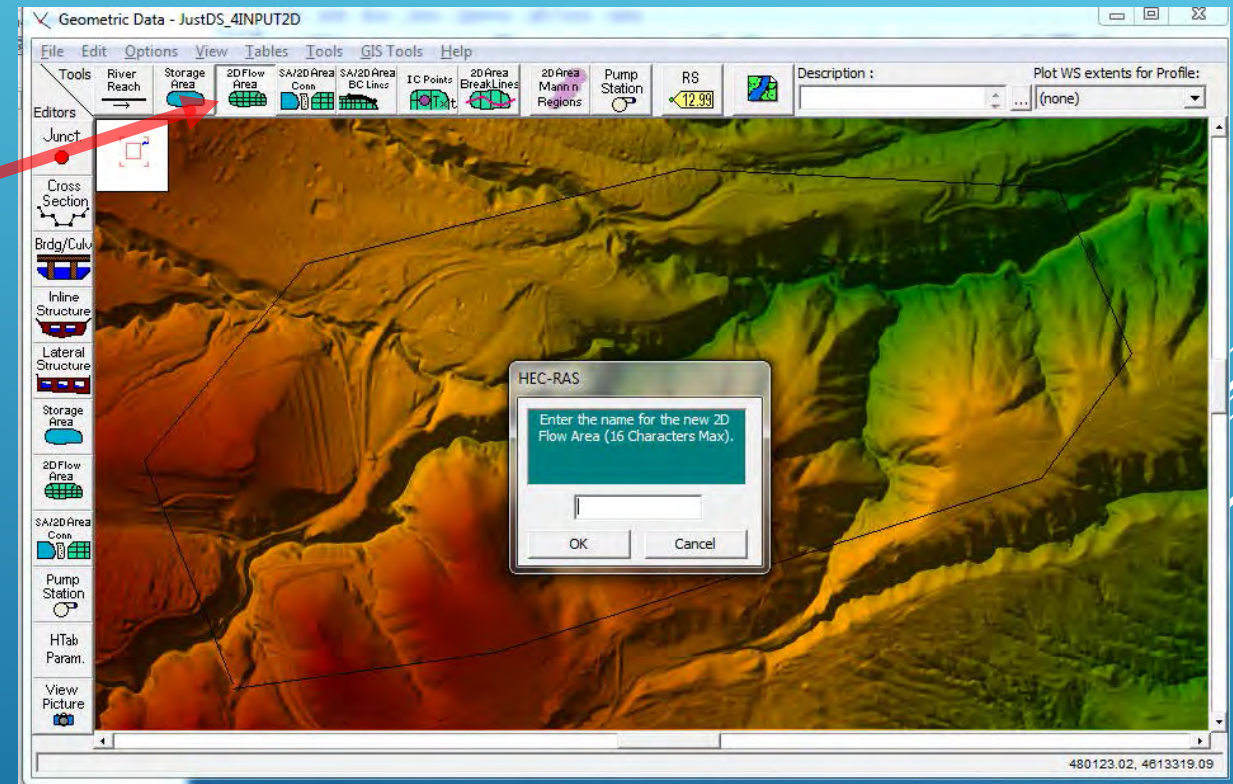 Geometric Data - JustDS_4INPUT2D
File Edit Options View Tables Tools GIS Tools Help
Tools
Editors
River
Reach
Storage
Area
2D Flow
Area
SA/2D Area
Conn
SA/2D Area
BC Lines
IC Points
2D Area
BreakLines
2D Area
Mann n
Regions
Pump
Station
RS
12.99
Description :
...
Plot WS extents for Profile:
(none)
Junct.
Cross
Section
Brdg/Culv
Inline
Structure
Lateral
Structure
Storage
Area
2D Flow
Area
SA/2D Area
Conn
Pump
Station
HTab
Param.
View
Picture
HEC-RAS
Enter the name for the new 2D
Flow Area (16 Characters Max).
OK Cancel
480123.02, 4613319.09